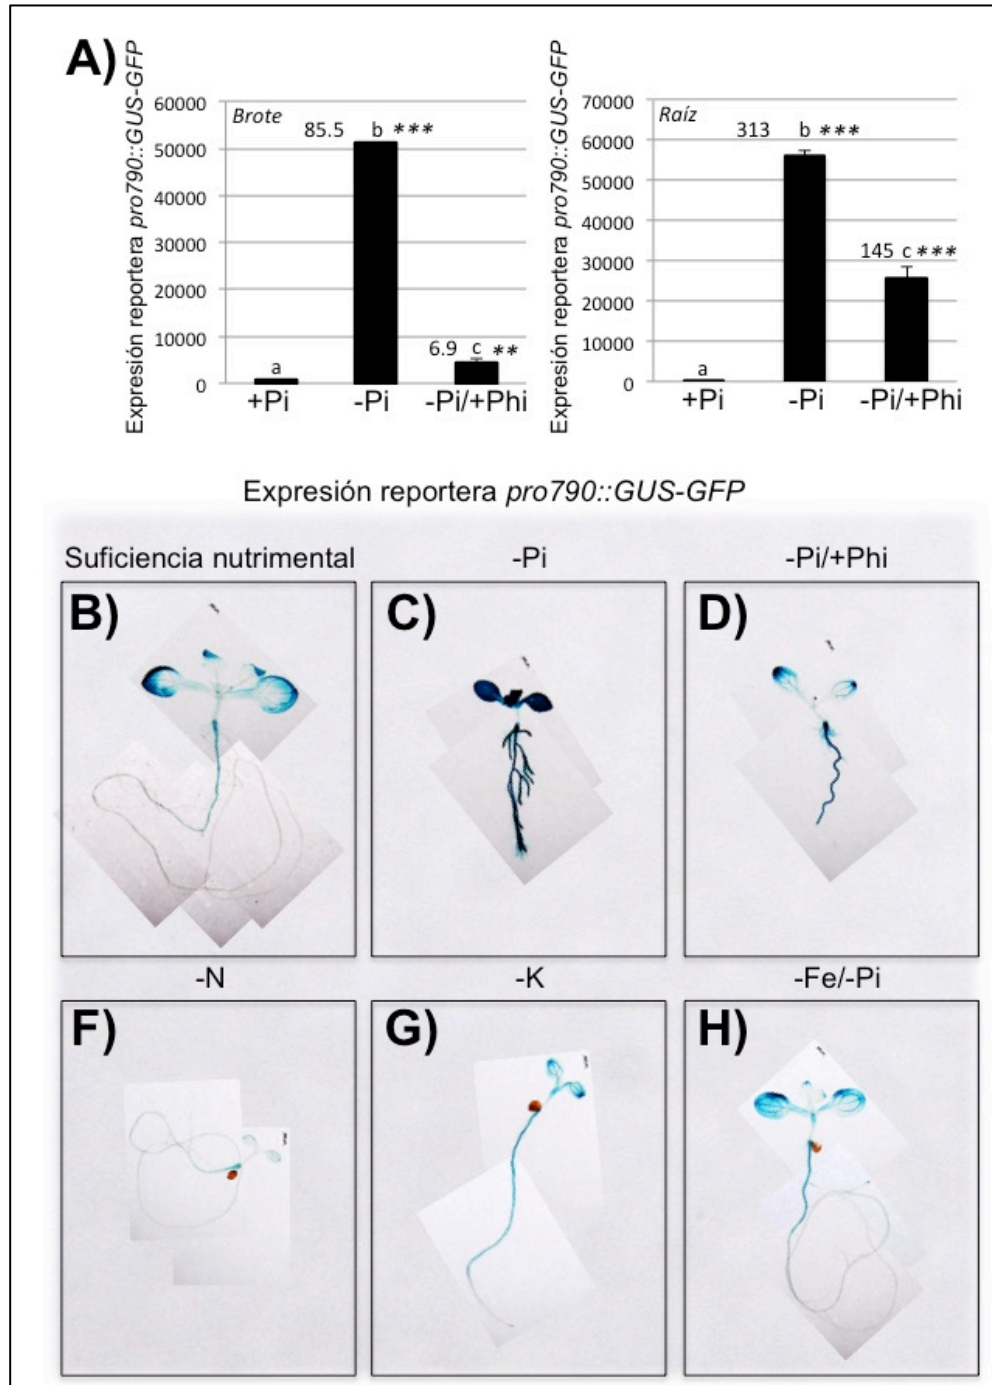 A)
Expresión reportera pro790::GUS-GFP
60000
50000
40000
30000
20000
10000
0
Brote
85.5 b ***
6.9 c **
a
+Pi -Pi -Pi/+Phi
Expresión reportera pro790::GUS-GFP
70000
60000
50000
40000
30000
20000
10000
0
Raíz
313 b ***
145 c ***
a
+Pi -Pi -Pi/+Phi
Expresión reportera pro790::GUS-GFP
Suficiencia nutrimental
-Pi
-Pi/+Phi
B)
C)
D)
-N
-K
-Fe/-Pi
F)
G)
H)